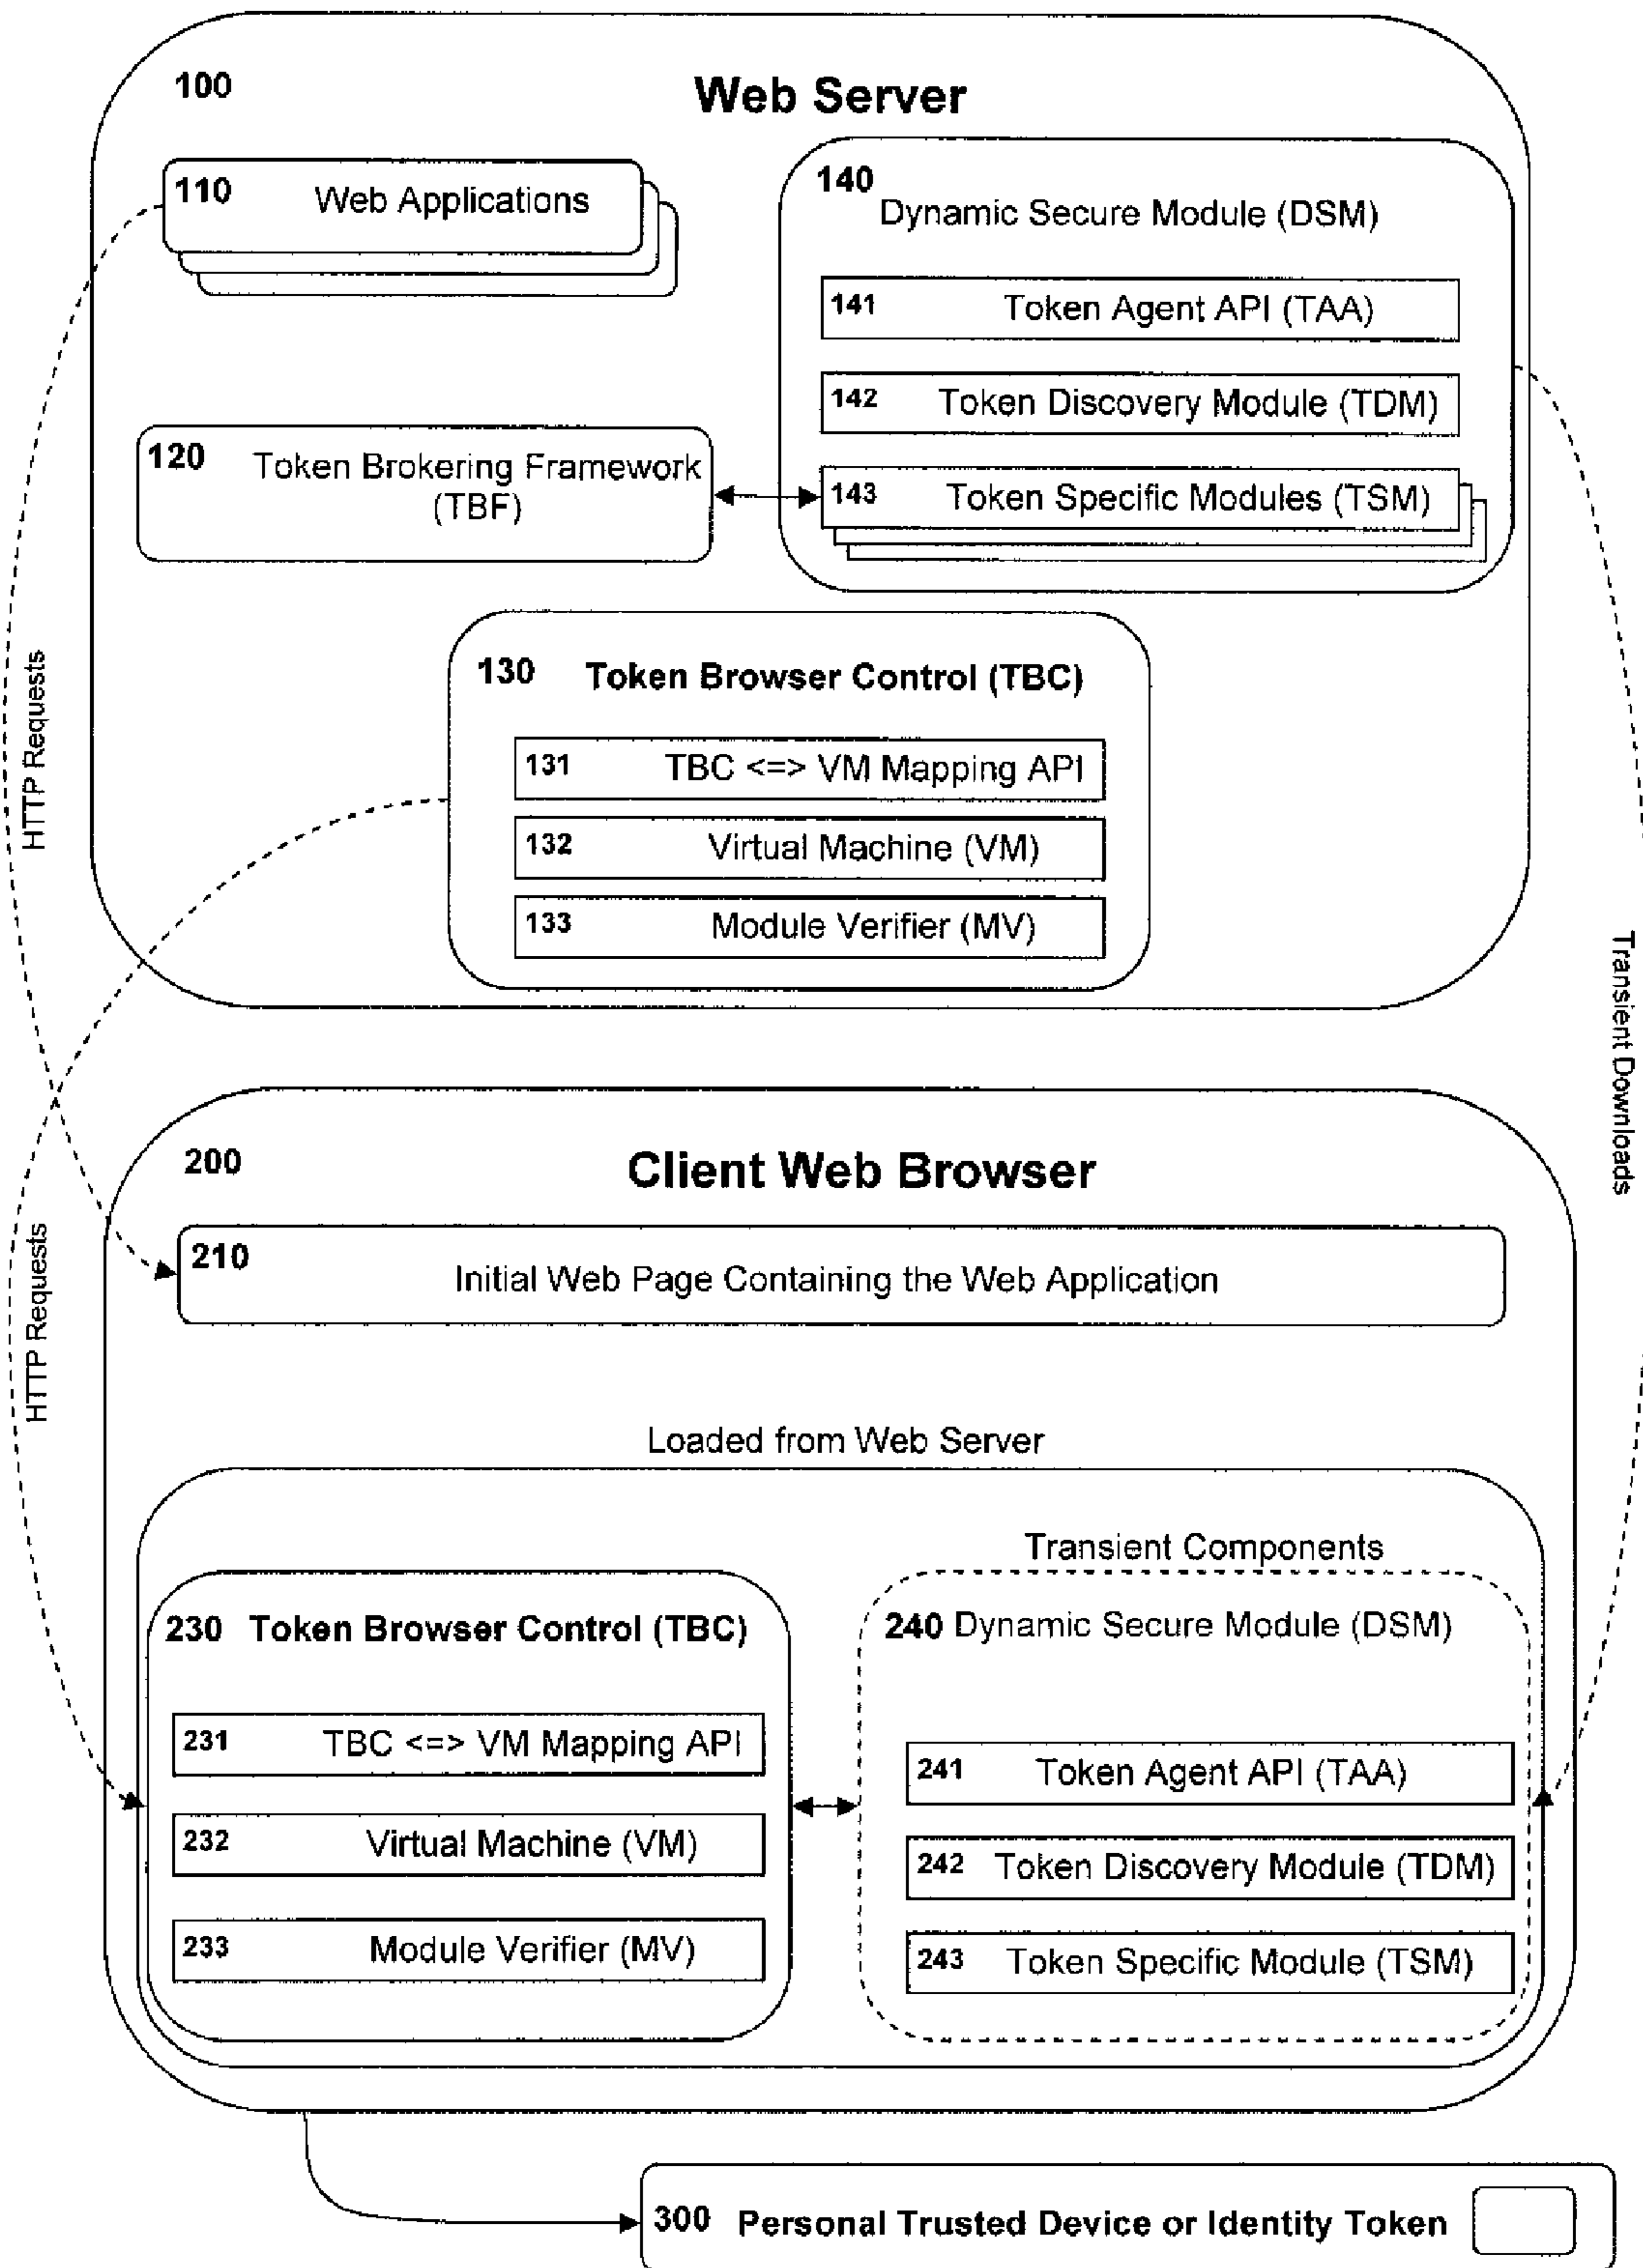 100 Web Server
110 Web Applications
140
Dynamic Secure Module (DSM)
141 Token Agent API (TAA)
142 Token Discovery Module (TDM)
120 Token Brokering Framework
(TBF)
143 Token Specific Modules (TSM)
130 Token Browser Control (TBC)
131 TBC <=> VM Mapping API
132 Virtual Machine (VM)
133 Module Verifier (MV)
HTTP Requests
Transient Downloads
200 Client Web Browser
210
Initial Web Page Containing the Web Application
HTTP Requests
Loaded from Web Server
Transient Components
230 Token Browser Control (TBC)
231 TBC <=> VM Mapping API
232 Virtual Machine (VM)
233 Module Verifier (MV)
240 Dynamic Secure Module (DSM)
241 Token Agent API (TAA)
242 Token Discovery Module (TDM)
243 Token Specific Module (TSM)
300 Personal Trusted Device or Identity Token